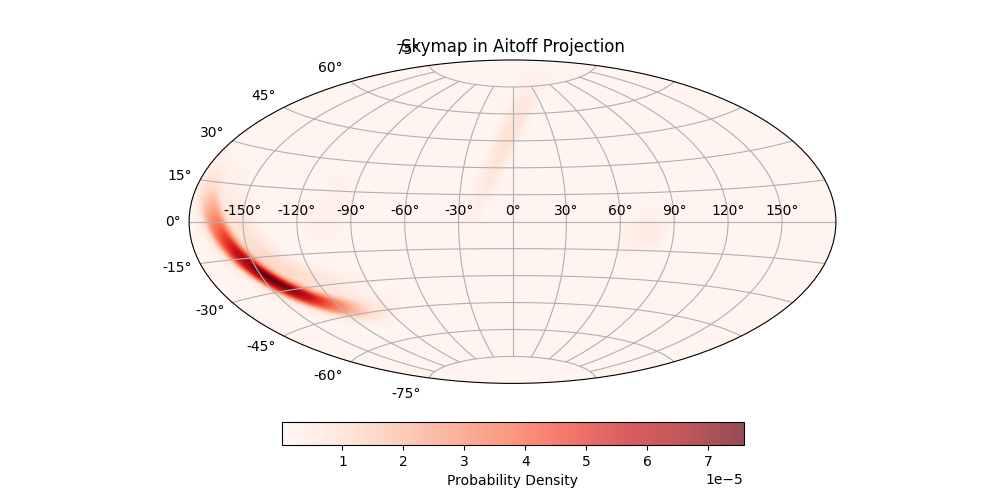 Skymap in Aitoff Projection
75°
60°
45°
30°
15°
0°
-150° -120° -90° -60° -30° 0° 30° 60° 90° 120° 150°
-15°
-30°
-45°
-60°
-75°
1 2 3 4 5 6 7
1e−5
Probability Density